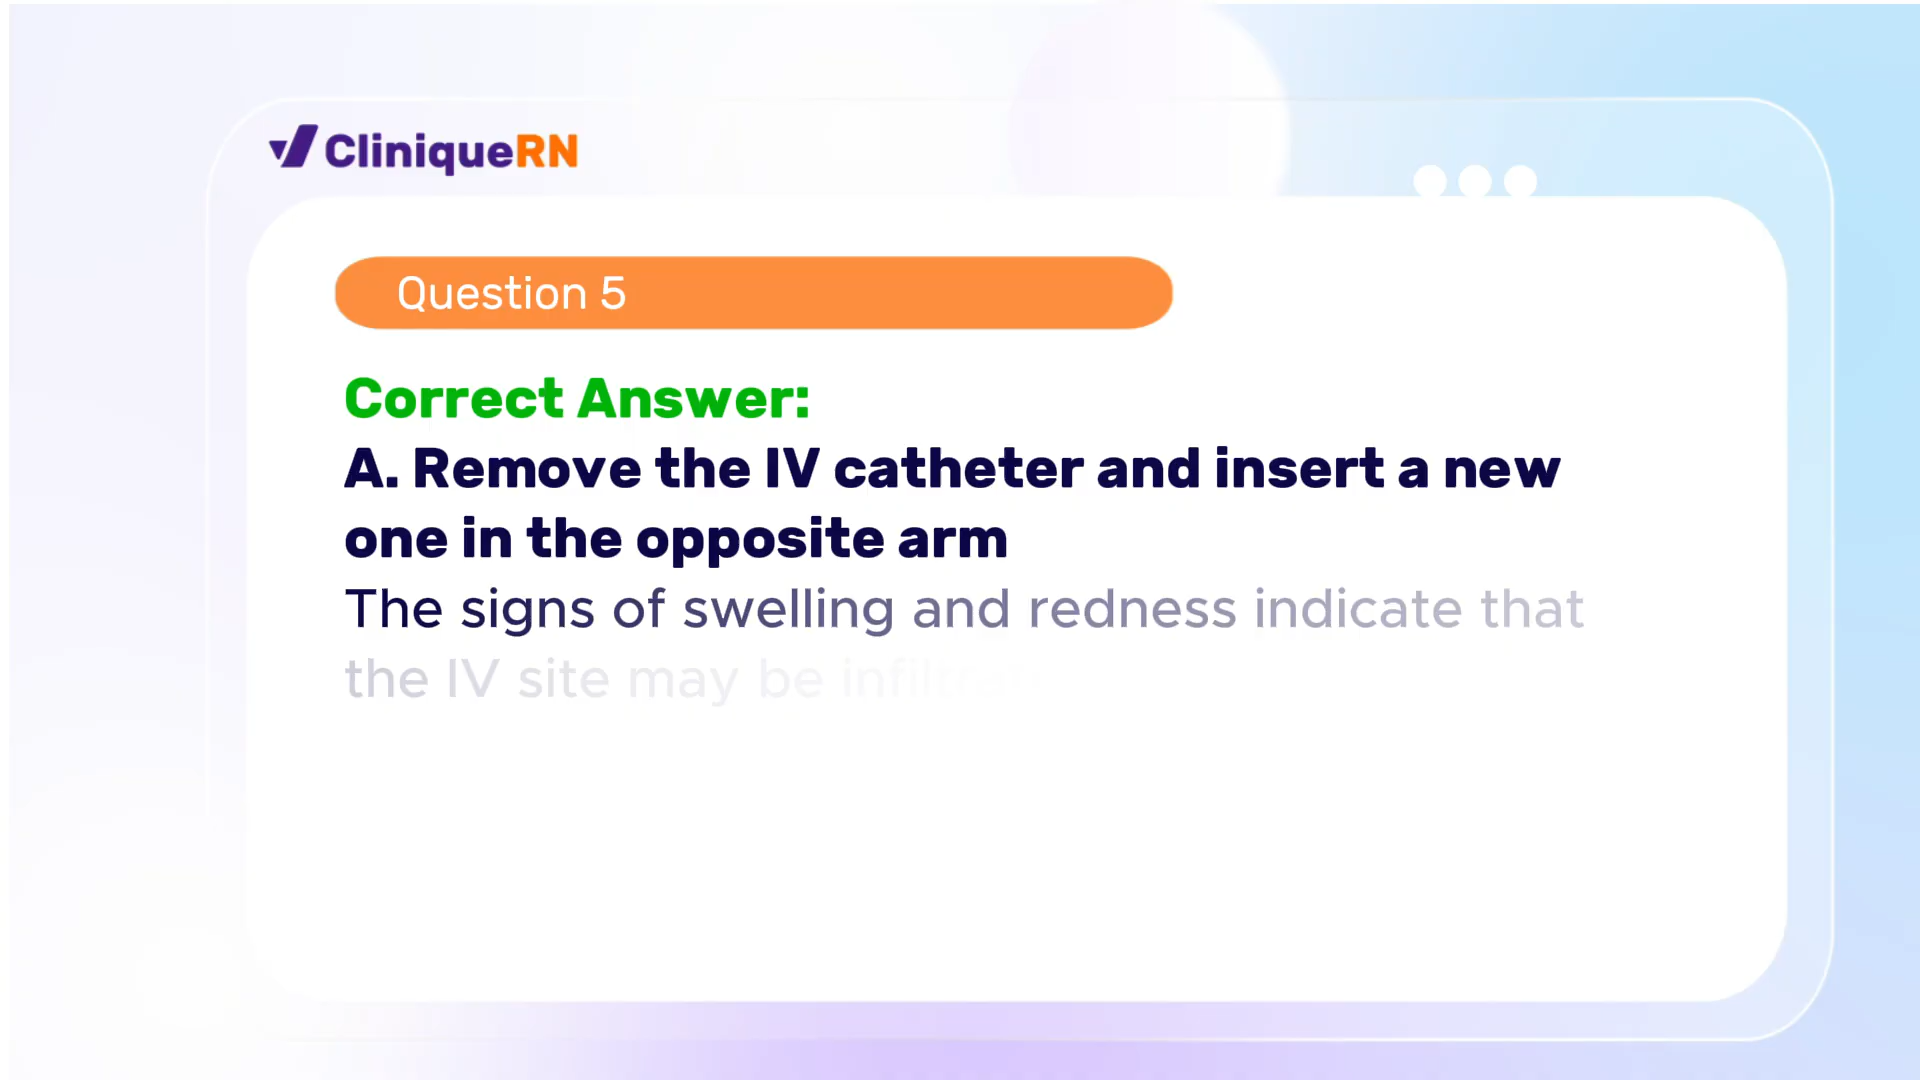 CliniqueRN
Question 5
Correct Answer:
A. Remove the IV catheter and insert a new
one in the opposite arm
The signs of swelling and redness indicate that
the IV site may be